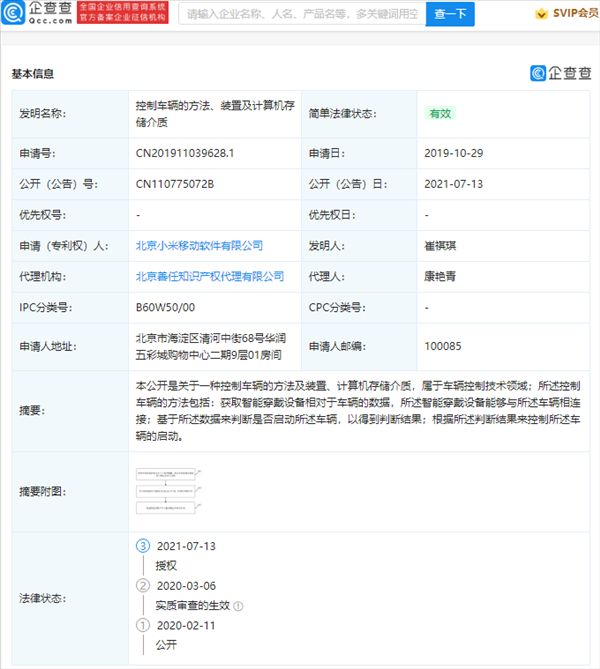 企查查
Qcc.com
全国企业信用查询系统
官方备案企业征信机构
请输入企业名称、人名、产品名等，多关键词用空
查一下
SVIP会员
基本信息
企查查
发明名称：
控制车辆的方法、装置及计算机存
储介质
简单法律状态：
有效
申请号：
CN201911039628.1
申请日：
2019-10-29
公开（公告）号：
CN110775072B
公开（公告）日：
2021-07-13
优先权号：
-
优先权日：
-
申请（专利权）人：
北京小米移动软件有限公司
发明人：
崔祺琪
代理机构：
北京善任知识产权代理有限公司
代理人：
康艳青
IPC分类号：
B60W50/00
CPC分类号：
-
申请人地址：
北京市海淀区清河中街68号华润
五彩城购物中心二期9层01房间
申请人邮编：
100085
摘要：
本公开是关于一种控制车辆的方法及装置、计算机存储介质，属于车辆控制技术领域；所述控制
车辆的方法包括：获取智能穿戴设备相对于车辆的数据，所述智能穿戴设备能够与所述车辆相连
接；基于所述数据来判断是否启动所述车辆，以得到判断结果；根据所述判断结果来控制所述车
辆的启动。
摘要附图：
法律状态：
3 2021-07-13
授权
2 2020-03-06
实质审查的生效
1 2020-02-11
公开